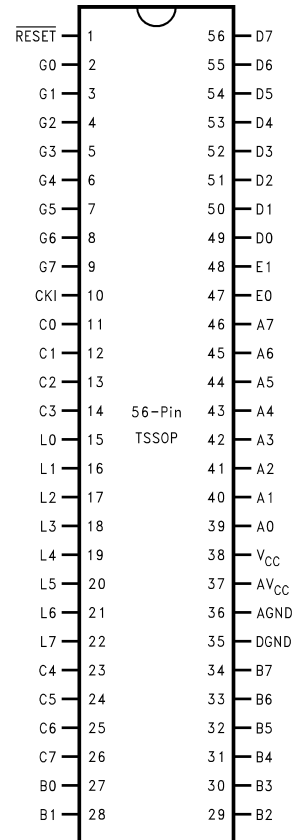 RESET 1 56 D7
G0 2 55 D6
G1 3 54 D5
G2 4 53 D4
G3 5 52 D3
G4 6 51 D2
G5 7 50 D1
G6 8 49 D0
G7 9 48 E1
CKI 10 47 E0
C0 11 46 A7
C1 12 45 A6
C2 13 44 A5
C3 14 56-Pin 43 A4
L0 15 TSSOP 42 A3
L1 16 41 A2
L2 17 40 A1
L3 18 39 A0
L4 19 38 VCC
L5 20 37 AVCC
L6 21 36 AGND
L7 22 35 DGND
C4 23 34 B7
C5 24 33 B6
C6 25 32 B5
C7 26 31 B4
B0 27 30 B3
B1 28 29 B2